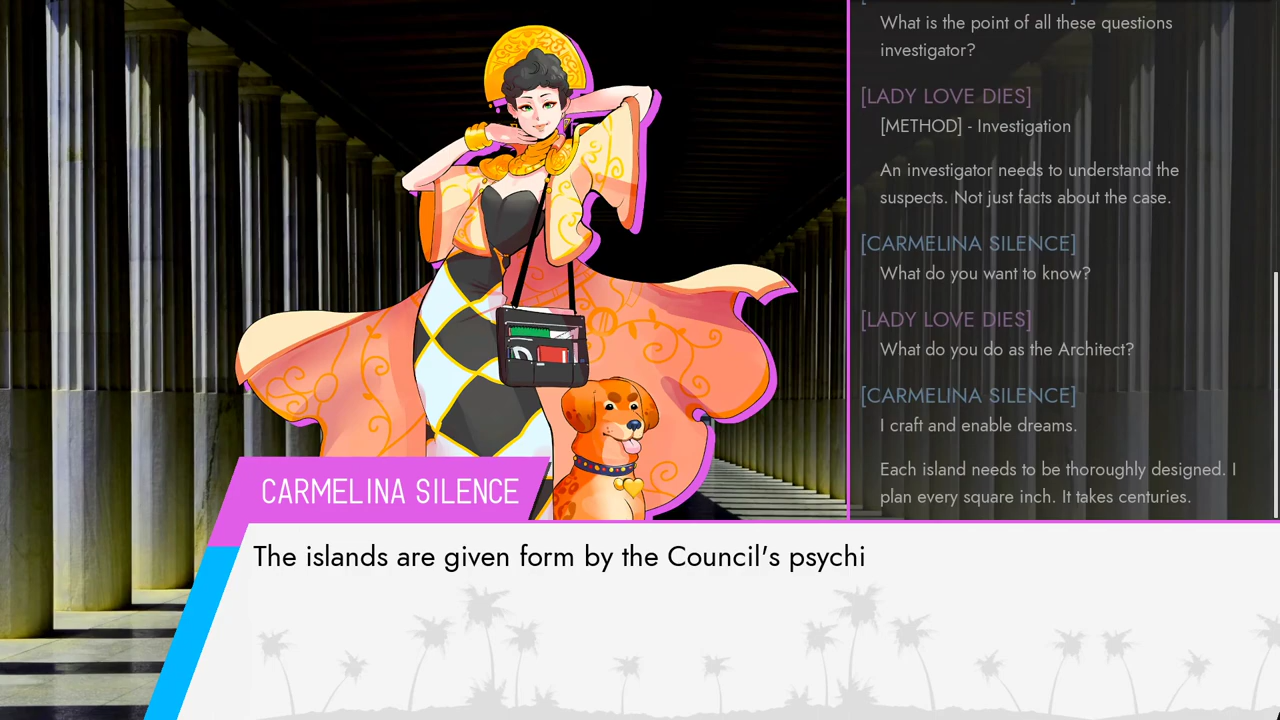 What is the point of all these questions
investigator?
[LADY LOVE DIES]
[METHOD] - Investigation
An investigator needs to understand the
suspects. Not just facts about the case.
[CARMELINA SILENCE]
What do you want to know?
[LADY LOVE DIES]
What do you do as the Architect?
[CARMELINA SILENCE]
I craft and enable dreams.
Each island needs to be thoroughly designed. I
plan every square inch. It takes centuries.
CARMELINA SILENCE
The islands are given form by the Council's psychi